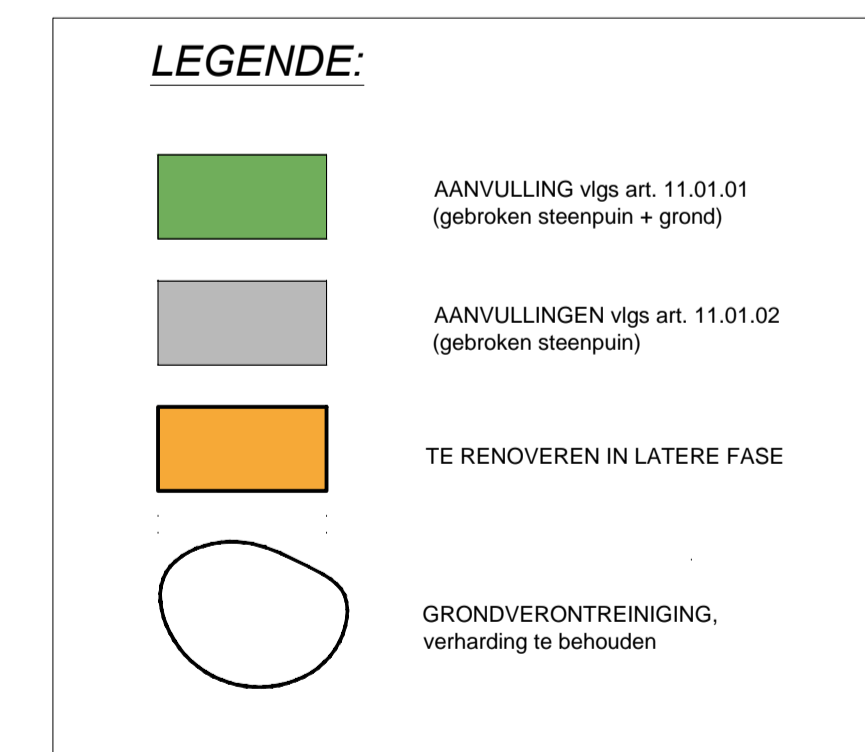 LEGENDE:
AANVULLING vlgs art. 11.01.01
(gebroken steenpuin + grond)
AANVULLINGEN vlgs art. 11.01.02
(gebroken steenpuin)
TE RENOVEREN IN LATERE FASE
GRONDVERONTREINIGING,
verharding te behouden